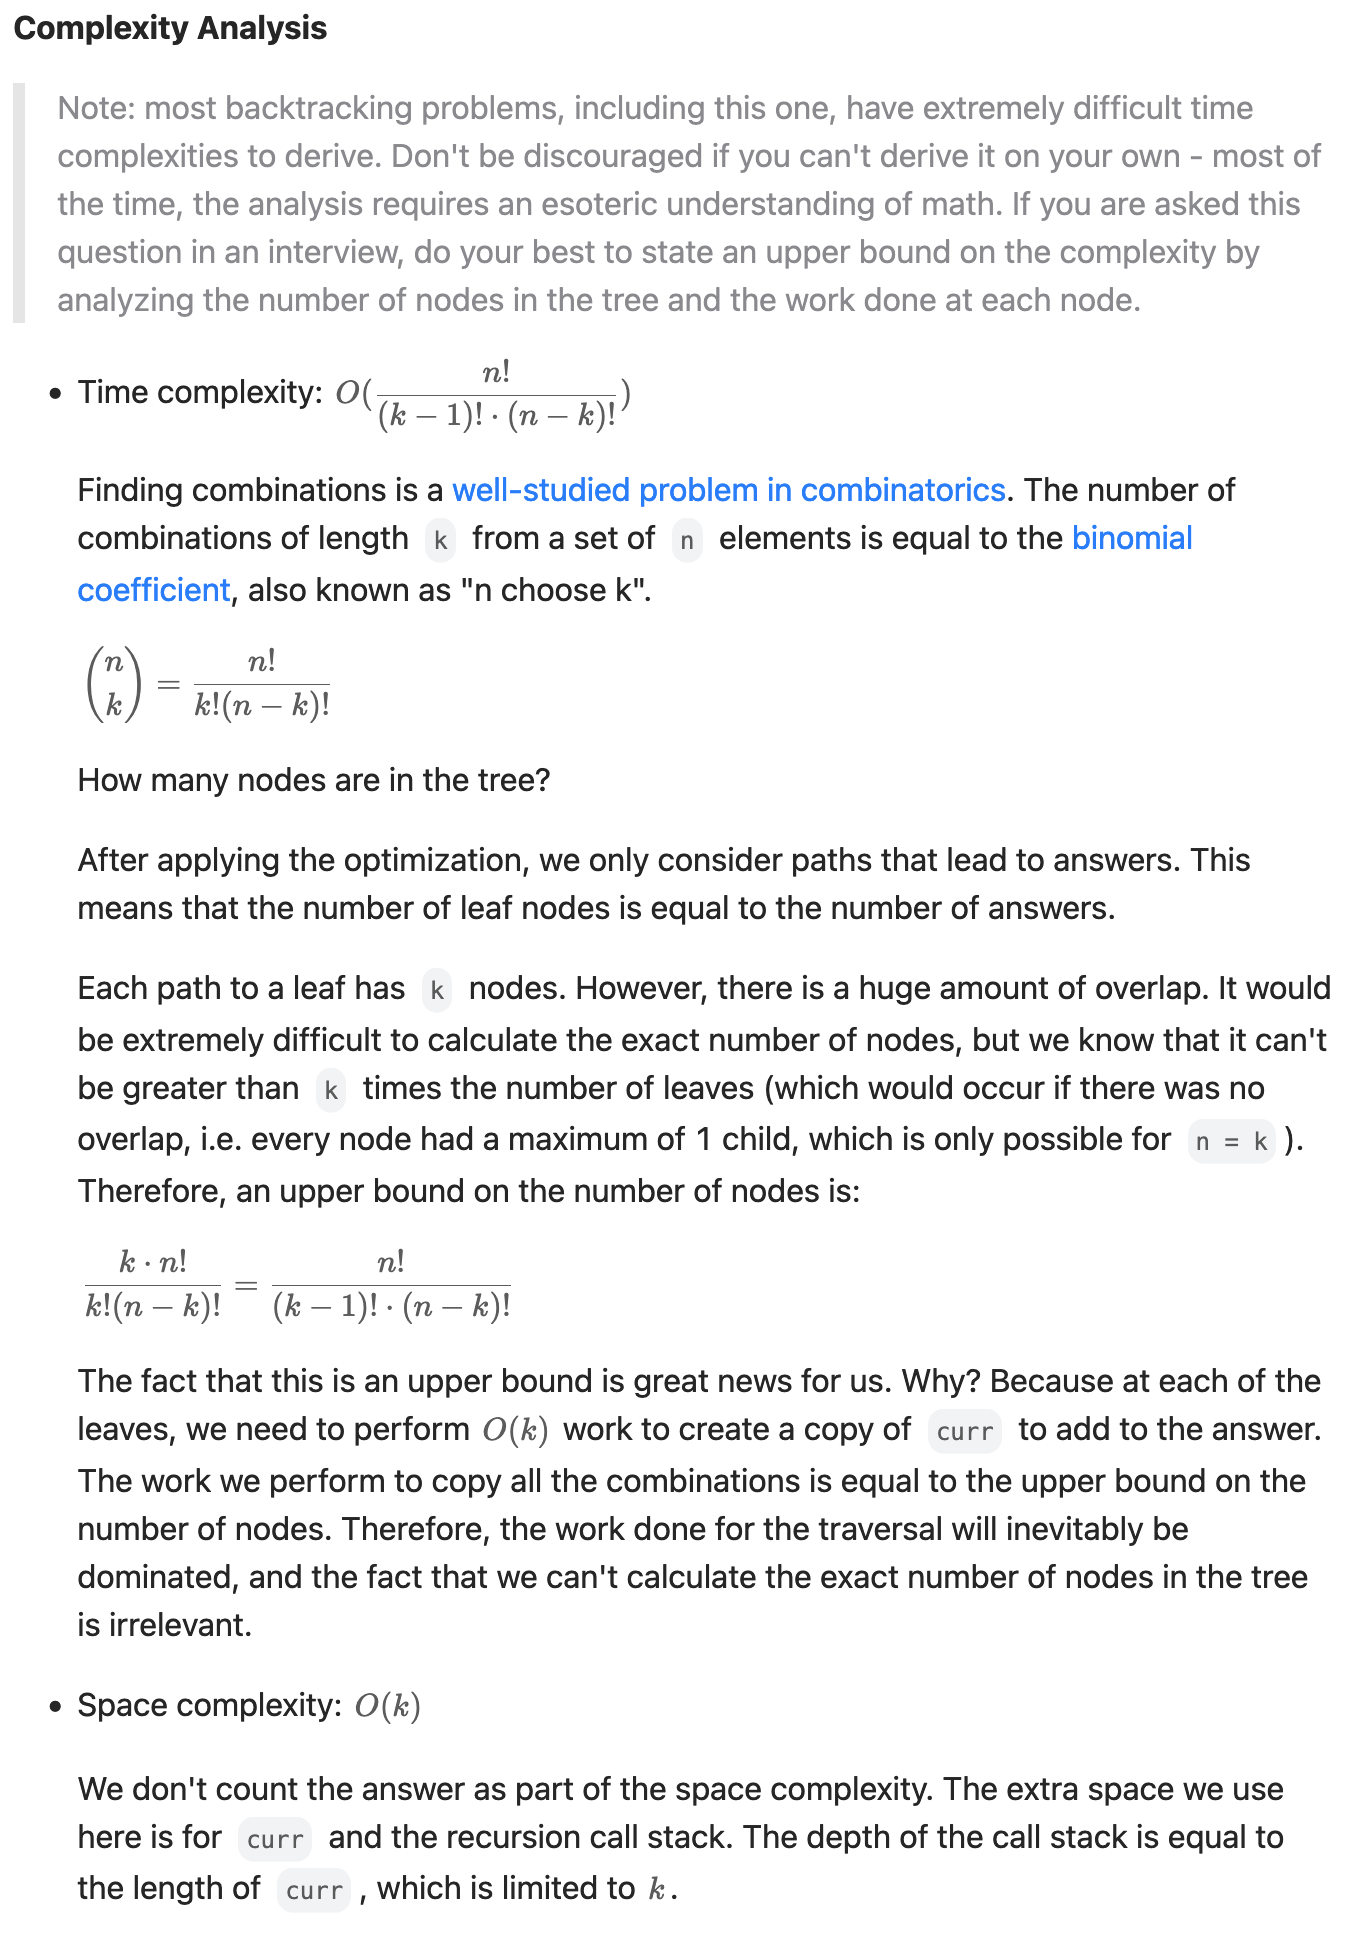 Complexity Analysis
Note: most backtracking problems, including this one, have extremely difficult time
complexities to derive. Don't be discouraged if you can't derive it on your own - most of
the time, the analysis requires an esoteric understanding of math. If you are asked this
question in an interview, do your best to state an upper bound on the complexity by
analyzing the number of nodes in the tree and the work done at each node.
• Time complexity: O(n! / ((k − 1)! · (n − k)!))
Finding combinations is a well-studied problem in combinatorics. The number of
combinations of length k from a set of n elements is equal to the binomial
coefficient, also known as "n choose k".
(n k) = n! / (k!(n − k)!)
How many nodes are in the tree?
After applying the optimization, we only consider paths that lead to answers. This
means that the number of leaf nodes is equal to the number of answers.
Each path to a leaf has k nodes. However, there is a huge amount of overlap. It would
be extremely difficult to calculate the exact number of nodes, but we know that it can't
be greater than k times the number of leaves (which would occur if there was no
overlap, i.e. every node had a maximum of 1 child, which is only possible for n = k ).
Therefore, an upper bound on the number of nodes is:
k · n! / (k!(n − k)!) = n! / ((k − 1)! · (n − k)!)
The fact that this is an upper bound is great news for us. Why? Because at each of the
leaves, we need to perform O(k) work to create a copy of curr to add to the answer.
The work we perform to copy all the combinations is equal to the upper bound on the
number of nodes. Therefore, the work done for the traversal will inevitably be
dominated, and the fact that we can't calculate the exact number of nodes in the tree
is irrelevant.
• Space complexity: O(k)
We don't count the answer as part of the space complexity. The extra space we use
here is for curr and the recursion call stack. The depth of the call stack is equal to
the length of curr , which is limited to k.